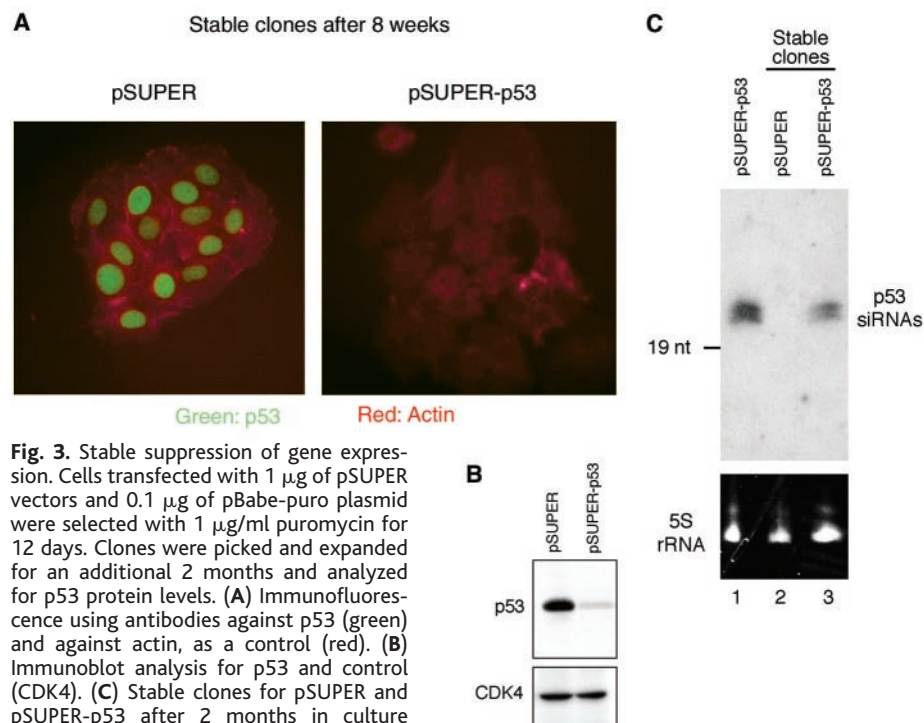 A
Stable clones after 8 weeks
pSUPER
pSUPER-p53
Green: p53
Red: Actin
Fig. 3. Stable suppression of gene expres-
sion. Cells transfected with 1 μg of pSUPER
vectors and 0.1 μg of pBabe-puro plasmid
were selected with 1 μg/ml puromycin for
12 days. Clones were picked and expanded
for an additional 2 months and analyzed
for p53 protein levels. (A) Immunofluores-
cence using antibodies against p53 (green)
and against actin, as a control (red). (B)
Immunoblot analysis for p53 and control
(CDK4). (C) Stable clones for pSUPER and
pSUPER-p53 after 2 months in culture
B
pSUPER
pSUPER-p53
p53
CDK4
C
Stable
clones
pSUPER-p53
pSUPER
pSUPER-p53
p53
siRNAs
19 nt
5S
rRNA
1 2 3